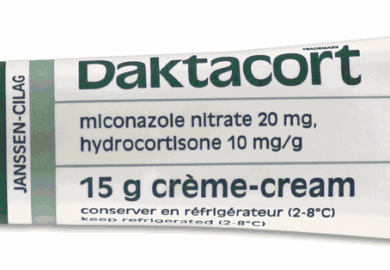 TRADEMARK
Daktacort
JANSSEN-CILAG
miconazole nitrate 20 mg,
hydrocortisone 10 mg/g
15 g crème-cream
conserver en réfrigérateur (2-8°C)
keep refrigerated (2-8°C)